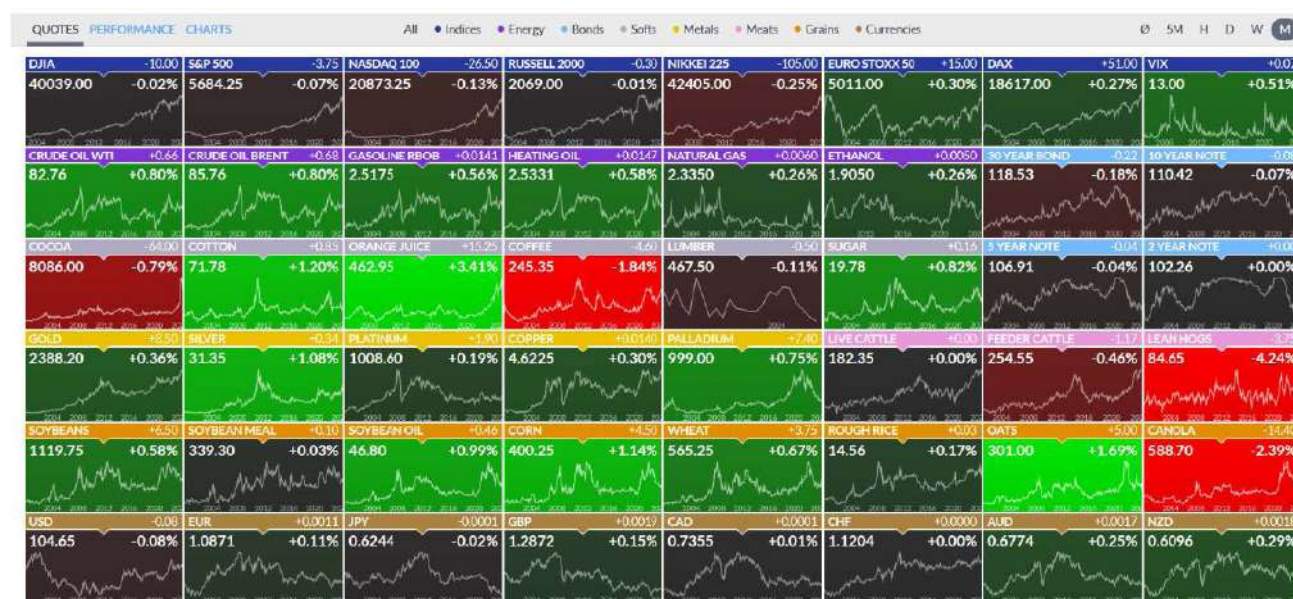 QUOTES PERFORMANCE CHARTS All Indices Energy Bonds Softs Metals Meats Grains Currencies Ø 5M H D W M
DJIA -10.00 S&P 500 -3.75 NASDAQ 100 -26.50 RUSSELL 2000 -0.30 NIKKEI 225 -105.00 EURO STOXX 50 +15.00 DAX +51.00 VIX
40039.00 -0.02% 5684.25 -0.07% 20873.25 -0.13% 2069.00 -0.01% 42405.00 -0.25% 5011.00 +0.30% 18617.00 +0.27% 13.00 +0.51%
CRUDE OIL WTI +0.66 CRUDE OIL BRENT +0.68 GASOLINE RBOB +0.0141 HEATING OIL +0.0147 NATURAL GAS +0.0060 ETHANOL +0.0050 30 YEAR BOND -0.22 10 YEAR NOTE
82.76 +0.80% 85.76 +0.80% 2.5175 +0.56% 2.5331 +0.58% 2.3350 +0.26% 1.9050 +0.26% 118.53 -0.18% 110.42 -0.07%
COCOA -64.00 COTTON +0.85 ORANGE JUICE +15.25 COFFEE -4.60 LUMBER -0.50 SUGAR +0.16 5 YEAR NOTE -0.04 2 YEAR NOTE
8086.00 -0.79% 71.78 +1.20% 462.95 +3.41% 245.35 -1.84% 467.50 -0.11% 19.78 +0.82% 106.91 -0.04% 102.26 +0.00%
GOLD +8.50 SILVER +0.34 PLATINUM +1.90 COPPER +0.0140 PALLADIUM +7.40 LIVE CATTLE +0.00 FEEDER CATTLE -1.17 LEAN HOGS
2388.20 +0.36% 31.35 +1.08% 1008.60 +0.19% 4.6225 +0.30% 999.00 +0.75% 182.35 +0.00% 254.55 -0.46% 84.65 -4.24%
SOYBEANS +6.50 SOYBEAN MEAL +0.10 SOYBEAN OIL +0.46 CORN +4.50 WHEAT +3.75 ROUGH RICE +0.03 OATS +5.00 CANOLA -14.40
1119.75 +0.58% 339.30 +0.03% 46.80 +0.99% 400.25 +1.14% 565.25 +0.67% 14.56 +0.17% 301.00 +1.69% 588.70 -2.39%
USD -0.08 EUR +0.0011 JPY -0.0001 GBP +0.0019 CAD +0.0001 CHF +0.0000 AUD +0.0017 NZD +0.0018
104.65 -0.08% 1.0871 +0.11% 0.6244 -0.02% 1.2872 +0.15% 0.7355 +0.01% 1.1204 +0.00% 0.6774 +0.25% 0.6096 +0.29%